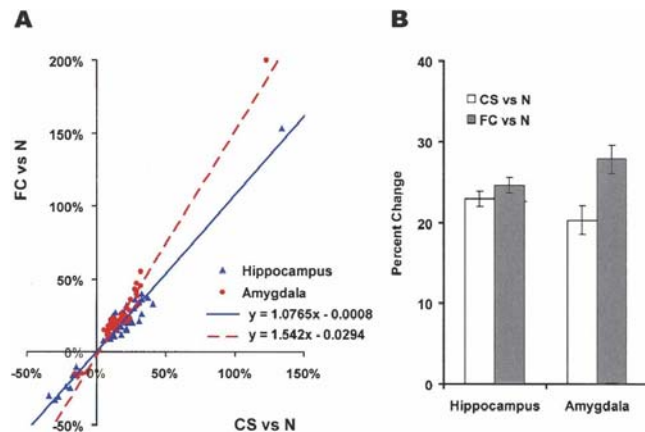 A
200%
150%
100%
50%
0%
-50%
FC vs N
Hippocampus
Amygdala
y = 1.0765x - 0.0008
y = 1.542x - 0.0294
-50%
0%
50%
100%
150%
CS vs N
B
40
30
20
10
0
Percent Change
CS vs N
FC vs N
Hippocampus
Amygdala